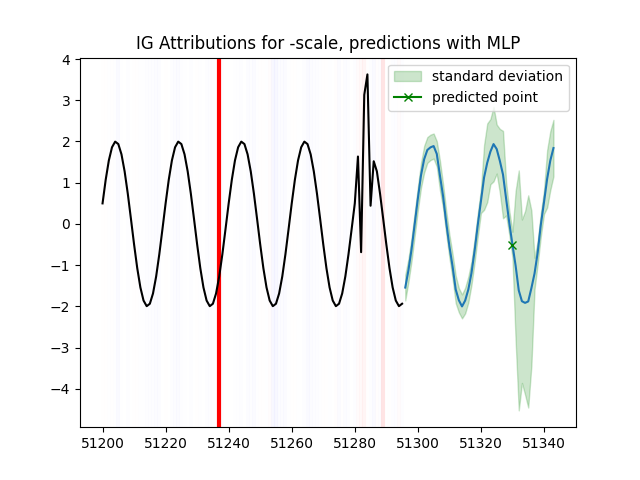 IG Attributions for -scale, predictions with MLP
standard deviation
predicted point
4
3
2
1
0
−1
−2
−3
−4
51200 51220 51240 51260 51280 51300 51320 51340